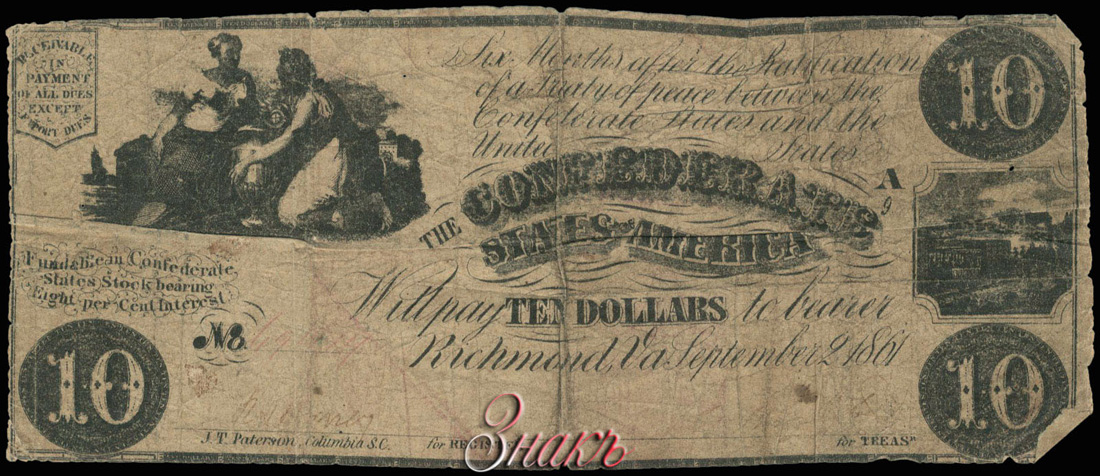 RECEIVABLE
IN
PAYMENT
OF ALL DUES
EXCEPT
EXPORT DUES
Six Months after the Ratification
of a Treaty of peace between the
Confederate States and the
United States
10
A
9
THE CONFEDERATE
STATES OF AMERICA
Fundable in Confederate
States Stock bearing
Eight per Cent Interest
No
Will pay TEN DOLLARS to bearer
Richmond, Va September 2, 1861
10
10
J. T. Paterson, Columbia S.C.
for REGIS
for TREASR
Знакъ